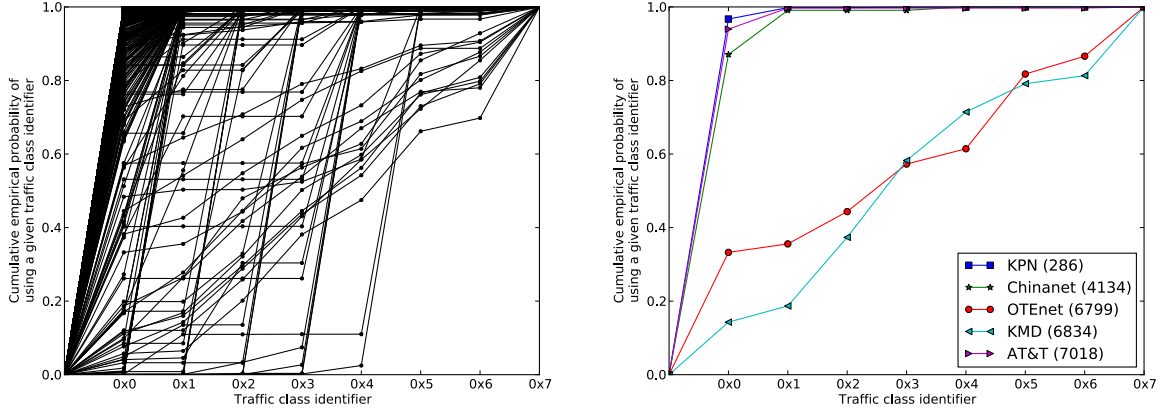 Cumulative empirical probability of
using a given traffic class identifier
1.0
0.8
0.6
0.4
0.2
0.0
0x0 0x1 0x2 0x3 0x4 0x5 0x6 0x7
Traffic class identifier
Cumulative empirical probability of
using a given traffic class identifier
1.0
0.8
0.6
0.4
0.2
0.0
0x0 0x1 0x2 0x3 0x4 0x5 0x6 0x7
Traffic class identifier
KPN (286)
Chinanet (4134)
OTEnet (6799)
KMD (6834)
AT&T (7018)